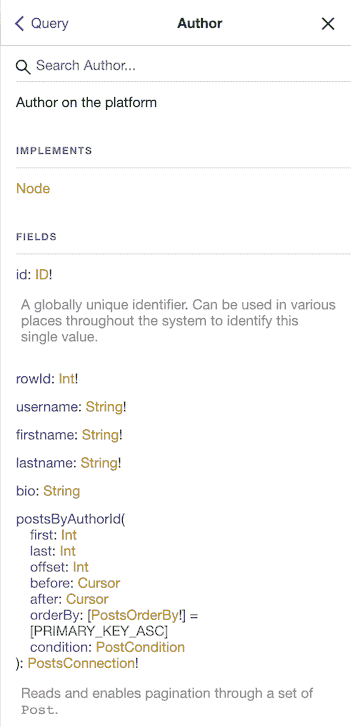 Query
Author
Search Author...
Author on the platform
IMPLEMENTS
Node
FIELDS
id: ID!
A globally unique identifier. Can be used in various
places throughout the system to identify this
single value.
rowId: Int!
username: String!
firstname: String!
lastname: String!
bio: String
postsByAuthorId(
first: Int
last: Int
offset: Int
before: Cursor
after: Cursor
orderBy: [PostsOrderBy!] =
[PRIMARY_KEY_ASC]
condition: PostCondition
): PostsConnection!
Reads and enables pagination through a set of
Post.